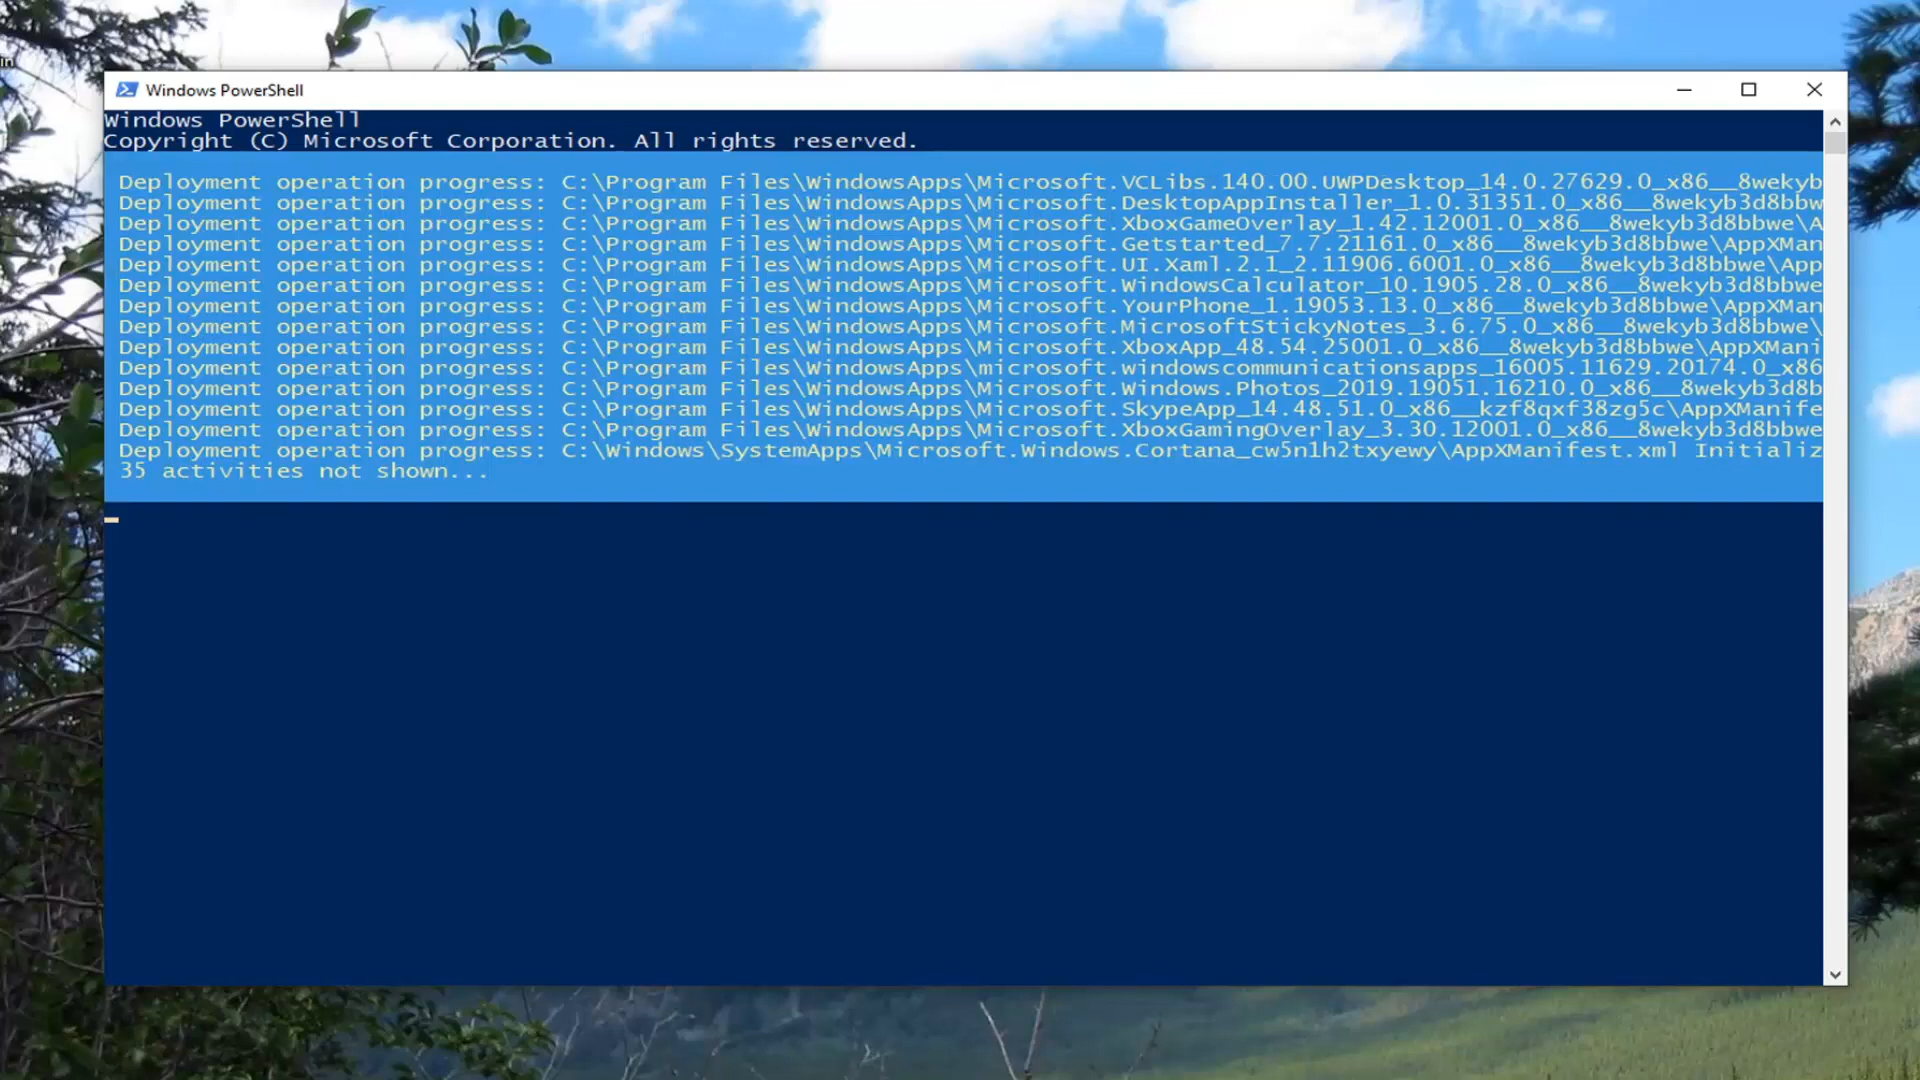 in
Windows PowerShell
Windows PowerShell
Copyright (C) Microsoft Corporation. All rights reserved.
Deployment operation progress: C:\Program Files\WindowsApps\Microsoft.VCLibs.140.00.UWPDesktop_14.0.27629.0_x86__8wekyb
Deployment operation progress: C:\Program Files\WindowsApps\Microsoft.DesktopAppInstaller_1.0.31351.0_x86__8wekyb3d8bbw
Deployment operation progress: C:\Program Files\WindowsApps\Microsoft.XboxGameOverlay_1.42.12001.0_x86__8wekyb3d8bbwe\A
Deployment operation progress: C:\Program Files\WindowsApps\Microsoft.Getstarted_7.7.21161.0_x86__8wekyb3d8bbwe\AppXMan
Deployment operation progress: C:\Program Files\WindowsApps\Microsoft.UI.Xaml.2.1_2.11906.6001.0_x86__8wekyb3d8bbwe\App
Deployment operation progress: C:\Program Files\WindowsApps\Microsoft.WindowsCalculator_10.1905.28.0_x86__8wekyb3d8bbwe
Deployment operation progress: C:\Program Files\WindowsApps\Microsoft.YourPhone_1.19053.13.0_x86__8wekyb3d8bbwe\AppXMan
Deployment operation progress: C:\Program Files\WindowsApps\Microsoft.MicrosoftStickyNotes_3.6.75.0_x86__8wekyb3d8bbwe\
Deployment operation progress: C:\Program Files\WindowsApps\Microsoft.XboxApp_48.54.25001.0_x86__8wekyb3d8bbwe\AppXMani
Deployment operation progress: C:\Program Files\WindowsApps\microsoft.windowscommunicationsapps_16005.11629.20174.0_x86
Deployment operation progress: C:\Program Files\WindowsApps\Microsoft.Windows.Photos_2019.19051.16210.0_x86__8wekyb3d8b
Deployment operation progress: C:\Program Files\WindowsApps\Microsoft.SkypeApp_14.48.51.0_x86__kzf8qxf38zg5c\AppXManife
Deployment operation progress: C:\Program Files\WindowsApps\Microsoft.XboxGamingOverlay_3.30.12001.0_x86__8wekyb3d8bbwe
Deployment operation progress: C:\Windows\SystemApps\Microsoft.Windows.Cortana_cw5n1h2txyewy\AppXManifest.xml Initializ
35 activities not shown...